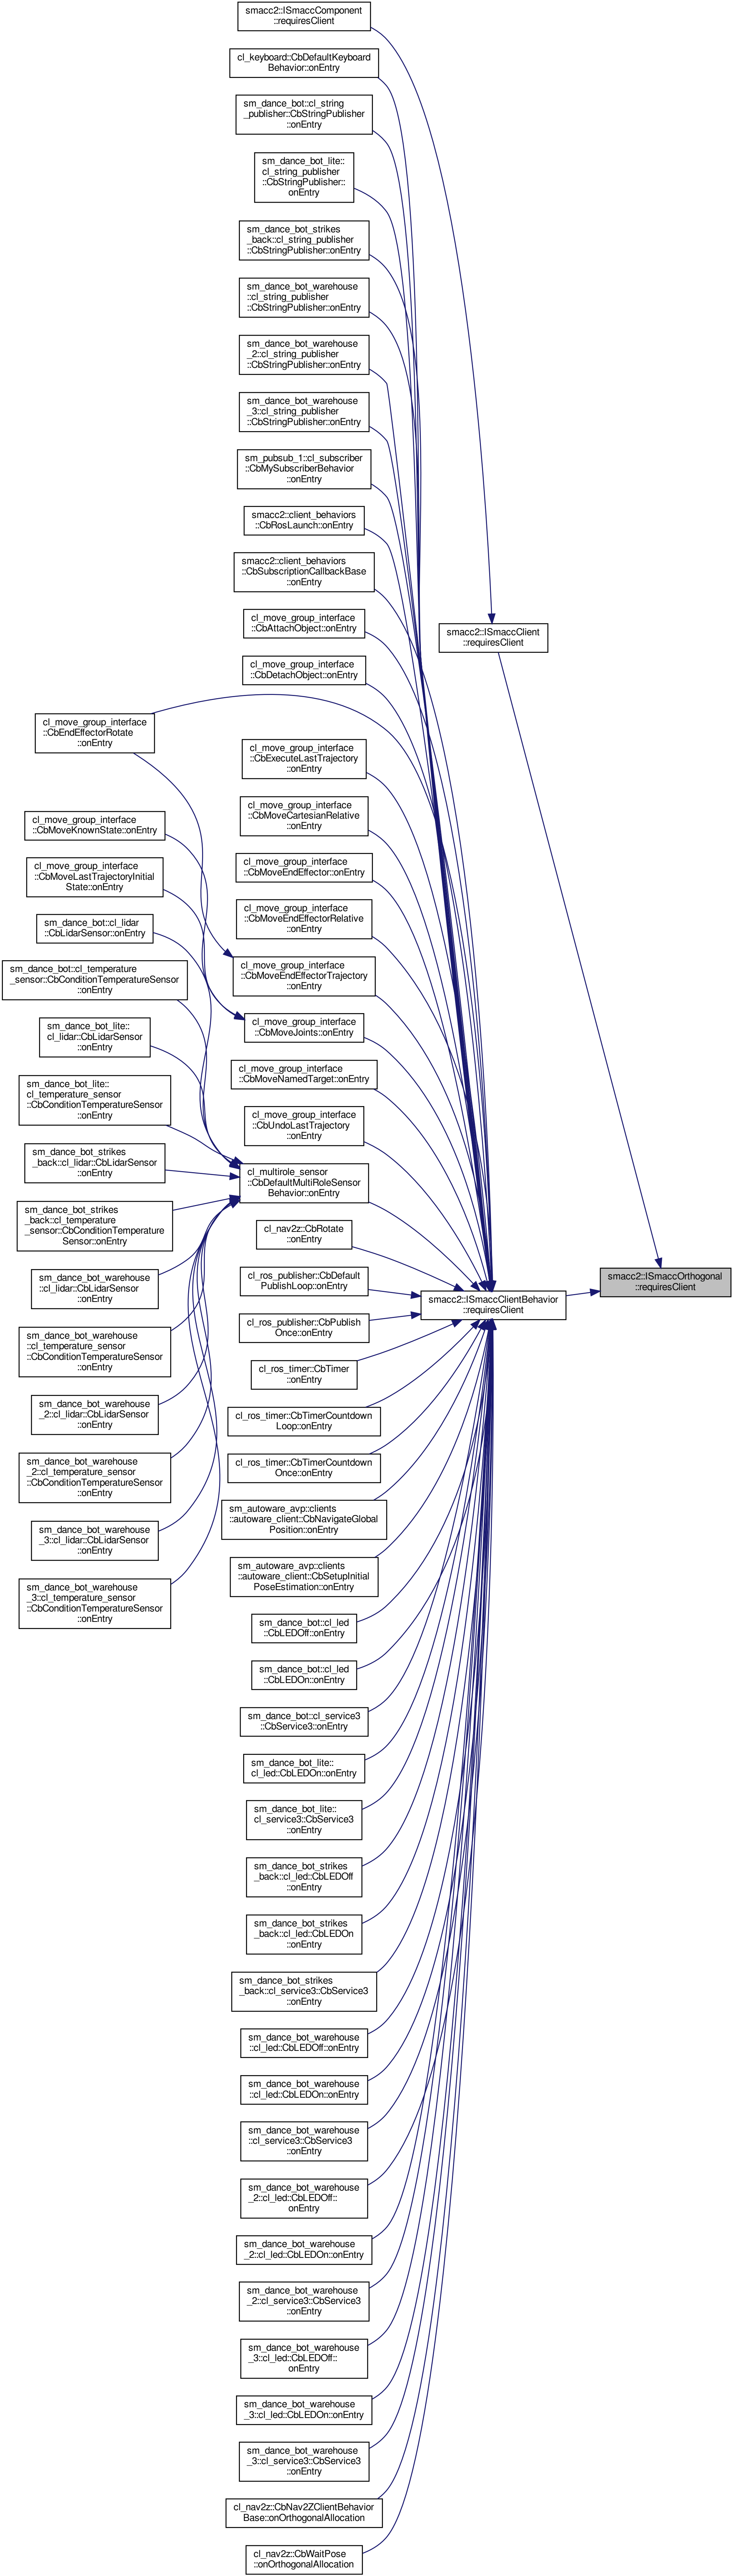 smacc2::ISmaccComponent
::requiresClient
cl_keyboard::CbDefaultKeyboard
Behavior::onEntry
sm_dance_bot::cl_string
_publisher::CbStringPublisher
::onEntry
sm_dance_bot_lite::
cl_string_publisher
::CbStringPublisher::
onEntry
sm_dance_bot_strikes
_back::cl_string_publisher
::CbStringPublisher::onEntry
sm_dance_bot_warehouse
::cl_string_publisher
::CbStringPublisher::onEntry
sm_dance_bot_warehouse
_2::cl_string_publisher
::CbStringPublisher::onEntry
sm_dance_bot_warehouse
_3::cl_string_publisher
::CbStringPublisher::onEntry
sm_pubsub_1::cl_subscriber
::CbMySubscriberBehavior
::onEntry
smacc2::client_behaviors
::CbRosLaunch::onEntry
smacc2::client_behaviors
::CbSubscriptionCallbackBase
::onEntry
cl_move_group_interface
::CbAttachObject::onEntry
smacc2::ISmaccClient
::requiresClient
cl_move_group_interface
::CbDetachObject::onEntry
cl_move_group_interface
::CbEndEffectorRotate
::onEntry
cl_move_group_interface
::CbExecuteLastTrajectory
::onEntry
cl_move_group_interface
::CbMoveCartesianRelative
::onEntry
cl_move_group_interface
::CbMoveKnownState::onEntry
cl_move_group_interface
::CbMoveEndEffector::onEntry
cl_move_group_interface
::CbMoveLastTrajectoryInitial
State::onEntry
cl_move_group_interface
::CbMoveEndEffectorRelative
::onEntry
sm_dance_bot::cl_lidar
::CbLidarSensor::onEntry
cl_move_group_interface
::CbMoveEndEffectorTrajectory
::onEntry
sm_dance_bot::cl_temperature
_sensor::CbConditionTemperatureSensor
::onEntry
cl_move_group_interface
::CbMoveJoints::onEntry
sm_dance_bot_lite::
cl_lidar::CbLidarSensor
::onEntry
cl_move_group_interface
::CbMoveNamedTarget::onEntry
sm_dance_bot_lite::
cl_temperature_sensor
::CbConditionTemperatureSensor
::onEntry
cl_move_group_interface
::CbUndoLastTrajectory
::onEntry
sm_dance_bot_strikes
_back::cl_lidar::CbLidarSensor
::onEntry
cl_multirole_sensor
::CbDefaultMultiRoleSensor
Behavior::onEntry
sm_dance_bot_strikes
_back::cl_temperature
_sensor::CbConditionTemperature
Sensor::onEntry
cl_nav2z::CbRotate
::onEntry
sm_dance_bot_warehouse
::cl_lidar::CbLidarSensor
::onEntry
cl_ros_publisher::CbDefault
PublishLoop::onEntry
smacc2::ISmaccOrthogonal
::requiresClient
smacc2::ISmaccClientBehavior
::requiresClient
cl_ros_publisher::CbPublish
Once::onEntry
sm_dance_bot_warehouse
::cl_temperature_sensor
::CbConditionTemperatureSensor
::onEntry
cl_ros_timer::CbTimer
::onEntry
sm_dance_bot_warehouse
_2::cl_lidar::CbLidarSensor
::onEntry
cl_ros_timer::CbTimerCountdown
Loop::onEntry
sm_dance_bot_warehouse
_2::cl_temperature_sensor
::CbConditionTemperatureSensor
::onEntry
cl_ros_timer::CbTimerCountdown
Once::onEntry
sm_dance_bot_warehouse
_3::cl_lidar::CbLidarSensor
::onEntry
sm_autoware_avp::clients
::autoware_client::CbNavigateGlobal
Position::onEntry
sm_dance_bot_warehouse
_3::cl_temperature_sensor
::CbConditionTemperatureSensor
::onEntry
sm_autoware_avp::clients
::autoware_client::CbSetupInitial
PoseEstimation::onEntry
sm_dance_bot::cl_led
::CbLEDOff::onEntry
sm_dance_bot::cl_led
::CbLEDOn::onEntry
sm_dance_bot::cl_service3
::CbService3::onEntry
sm_dance_bot_lite::
cl_led::CbLEDOn::onEntry
sm_dance_bot_lite::
cl_service3::CbService3
::onEntry
sm_dance_bot_strikes
_back::cl_led::CbLEDOff
::onEntry
sm_dance_bot_strikes
_back::cl_led::CbLEDOn
::onEntry
sm_dance_bot_strikes
_back::cl_service3::CbService3
::onEntry
sm_dance_bot_warehouse
::cl_led::CbLEDOff::onEntry
sm_dance_bot_warehouse
::cl_led::CbLEDOn::onEntry
sm_dance_bot_warehouse
::cl_service3::CbService3
::onEntry
sm_dance_bot_warehouse
_2::cl_led::CbLEDOff::
onEntry
sm_dance_bot_warehouse
_2::cl_led::CbLEDOn::onEntry
sm_dance_bot_warehouse
_2::cl_service3::CbService3
::onEntry
sm_dance_bot_warehouse
_3::cl_led::CbLEDOff::
onEntry
sm_dance_bot_warehouse
_3::cl_led::CbLEDOn::onEntry
sm_dance_bot_warehouse
_3::cl_service3::CbService3
::onEntry
cl_nav2z::CbNav2ZClientBehavior
Base::onOrthogonalAllocation
cl_nav2z::CbWaitPose
::onOrthogonalAllocation